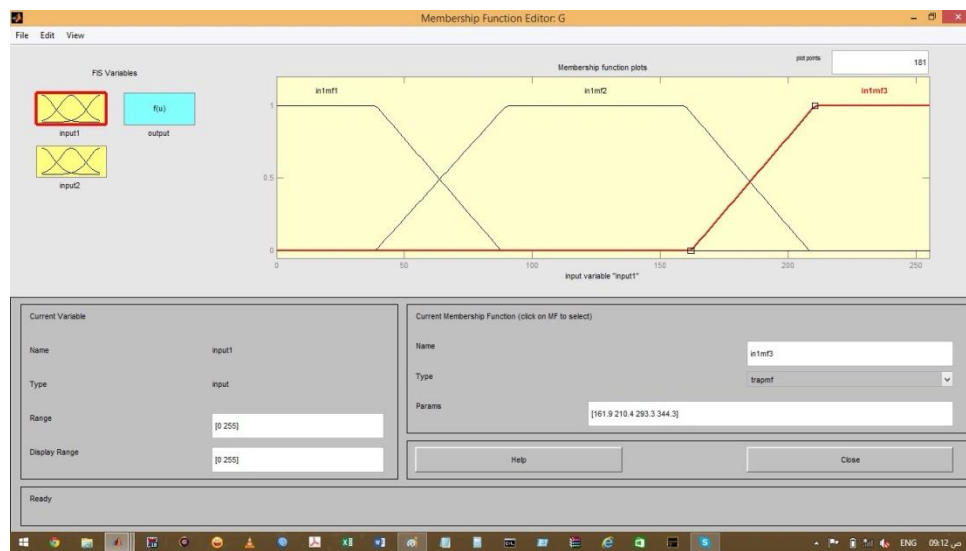 Membership Function Editor: G
File Edit View
FIS Variables
f(u)
input1 output
input2
Membership function plots
plot points
181
in1mf1 in1mf2 in1mf3
1
0.5
0
0 50 100 150 200 250
input variable "input1"
Current Variable
Name input1
Type input
Range [0 255]
Display Range [0 255]
Current Membership Function (click on MF to select)
Name in1mf3
Type trapmf
Params [161.9 210.4 293.3 344.3]
Help Close
Ready
ENG 09:12 ص